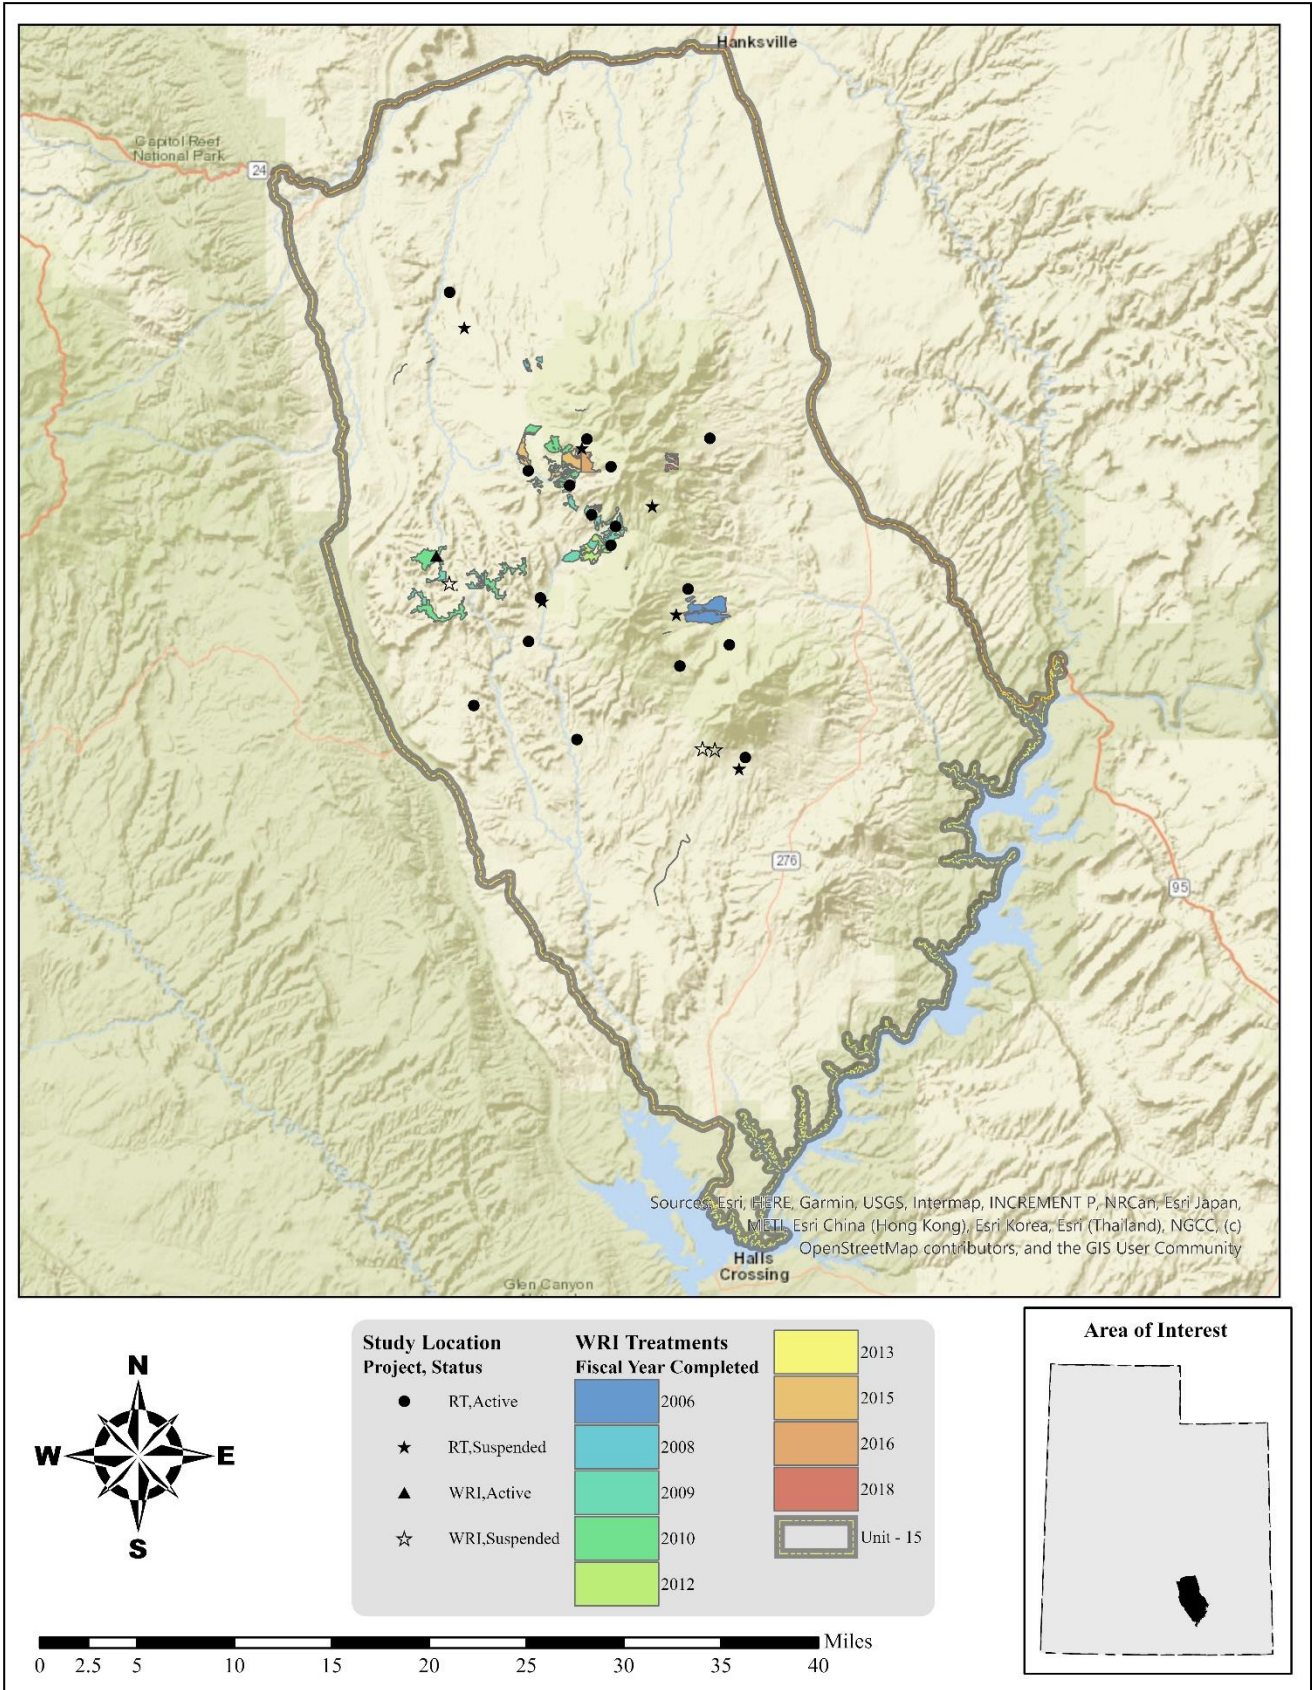 Hanksville
Capitol Reef
National Park
24
276
95
Sources: Esri, HERE, Garmin, USGS, Intermap, INCREMENT P, NRCan, Esri Japan,
METI, Esri China (Hong Kong), Esri Korea, Esri (Thailand), NGCC, (c)
OpenStreetMap contributors, and the GIS User Community
Halls
Crossing
Glen Canyon
N
W
E
S
Study Location
Project, Status
RT,Active
RT,Suspended
WRI,Active
WRI,Suspended
WRI Treatments
Fiscal Year Completed
2006
2008
2009
2010
2012
2013
2015
2016
2018
Unit - 15
Area of Interest
Miles
0 2.5 5 10 15 20 25 30 35 40